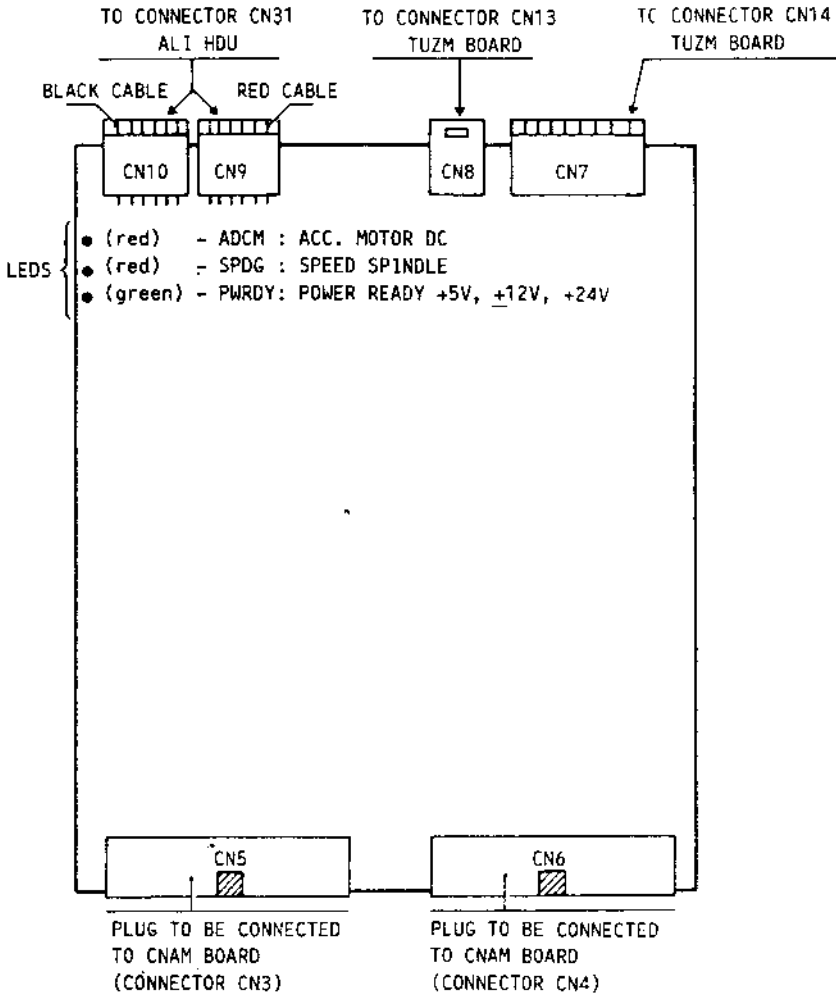 TO CONNECTOR CN31
ALI HDU
TO CONNECTOR CN13
TUZM BOARD
TC CONNECTOR CN14
TUZM BOARD
BLACK CABLE
RED CABLE
CN10
CN9
CN8
CN7
LEDS
● (red) - ADCM : ACC. MOTOR DC
● (red) - SPDG : SPEED SPINDLE
● (green) - PWRDY: POWER READY +5V, ±12V, +24V
CN5
CN6
PLUG TO BE CONNECTED
TO CNAM BOARD
(CONNECTOR CN3)
PLUG TO BE CONNECTED
TO CNAM BOARD
(CONNECTOR CN4)